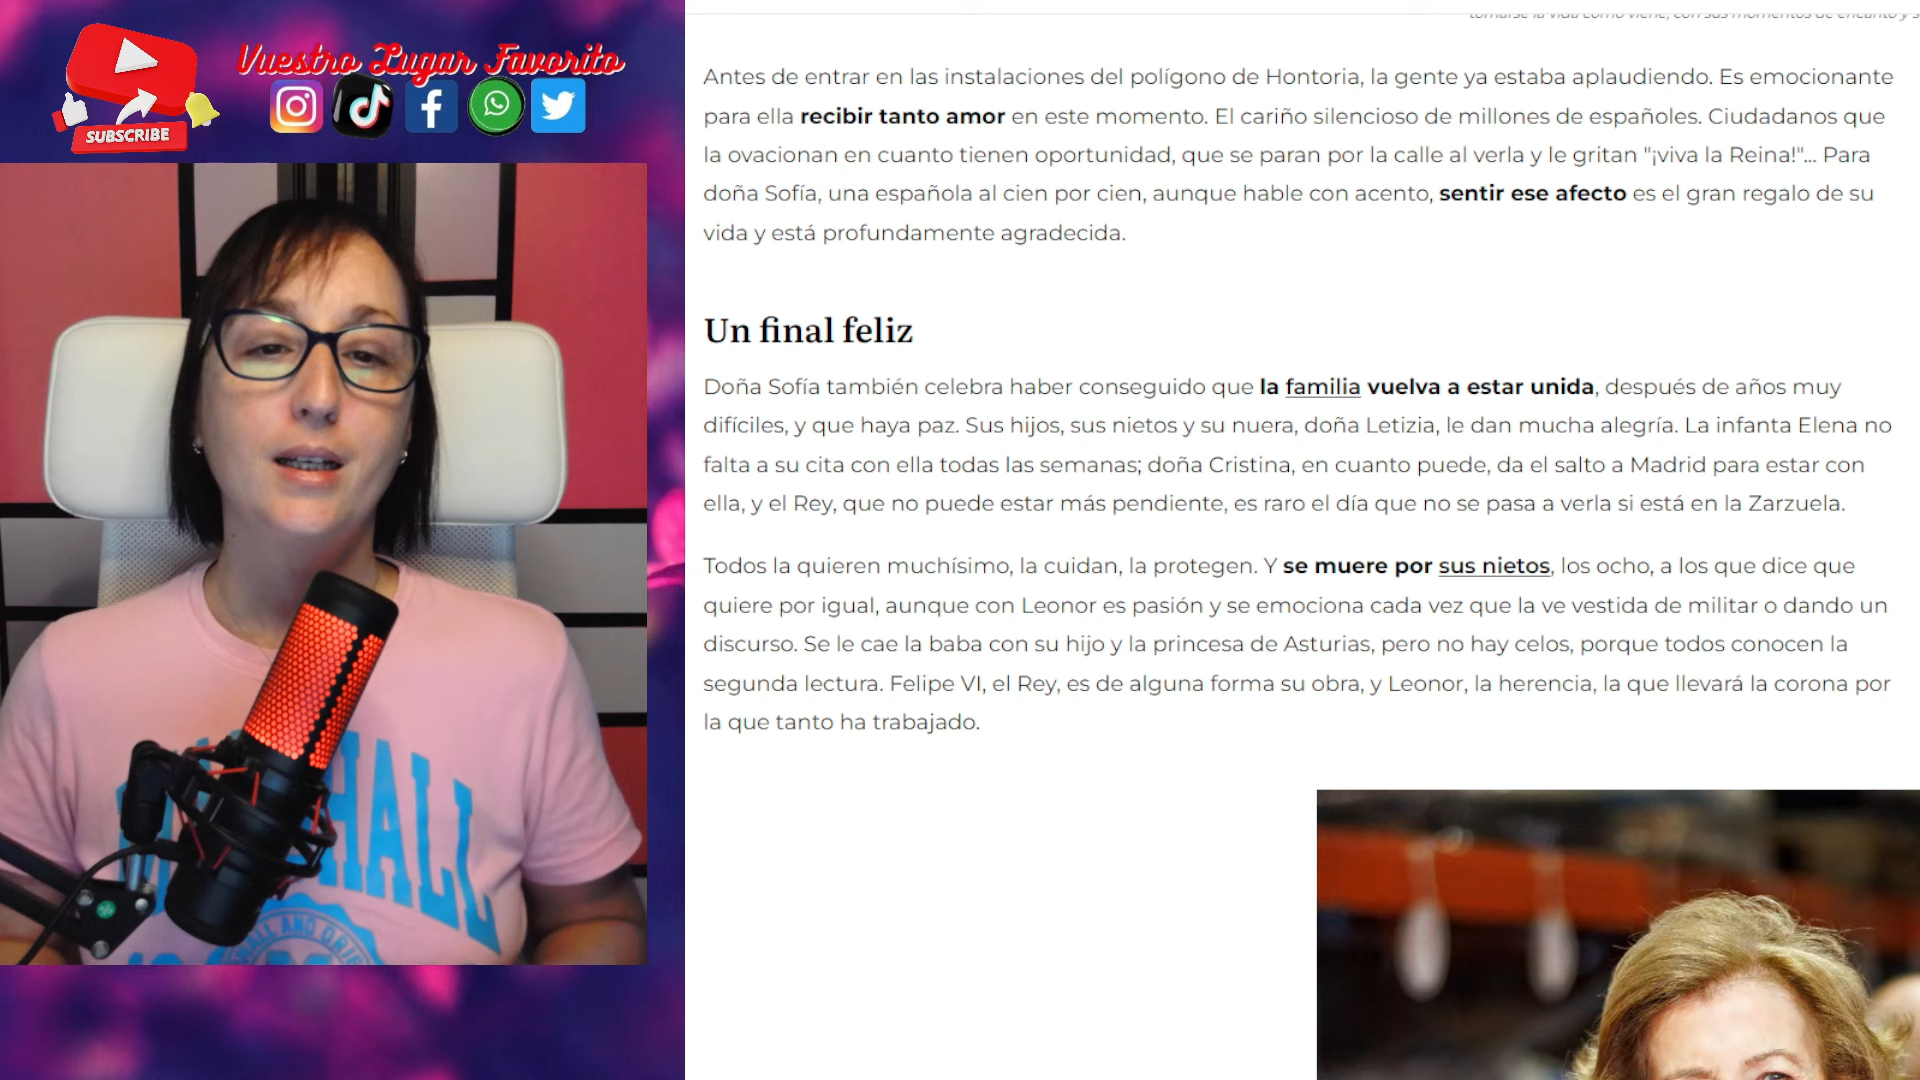 tomarse la vida como viene, con sus momentos de encanto y s
Vuestro Lugar Favorito
SUBSCRIBE
Antes de entrar en las instalaciones del polígono de Hontoria, la gente ya estaba aplaudiendo. Es emocionante
para ella recibir tanto amor en este momento. El cariño silencioso de millones de españoles. Ciudadanos que
la ovacionan en cuanto tienen oportunidad, que se paran por la calle al verla y le gritan "¡viva la Reina!"... Para
doña Sofía, una española al cien por cien, aunque hable con acento, sentir ese afecto es el gran regalo de su
vida y está profundamente agradecida.
Un final feliz
Doña Sofía también celebra haber conseguido que la familia vuelva a estar unida, después de años muy
difíciles, y que haya paz. Sus hijos, sus nietos y su nuera, doña Letizia, le dan mucha alegría. La infanta Elena no
falta a su cita con ella todas las semanas; doña Cristina, en cuanto puede, da el salto a Madrid para estar con
ella, y el Rey, que no puede estar más pendiente, es raro el día que no se pasa a verla si está en la Zarzuela.
Todos la quieren muchísimo, la cuidan, la protegen. Y se muere por sus nietos, los ocho, a los que dice que
quiere por igual, aunque con Leonor es pasión y se emociona cada vez que la ve vestida de militar o dando un
discurso. Se le cae la baba con su hijo y la princesa de Asturias, pero no hay celos, porque todos conocen la
segunda lectura. Felipe VI, el Rey, es de alguna forma su obra, y Leonor, la herencia, la que llevará la corona por
la que tanto ha trabajado.
HALL